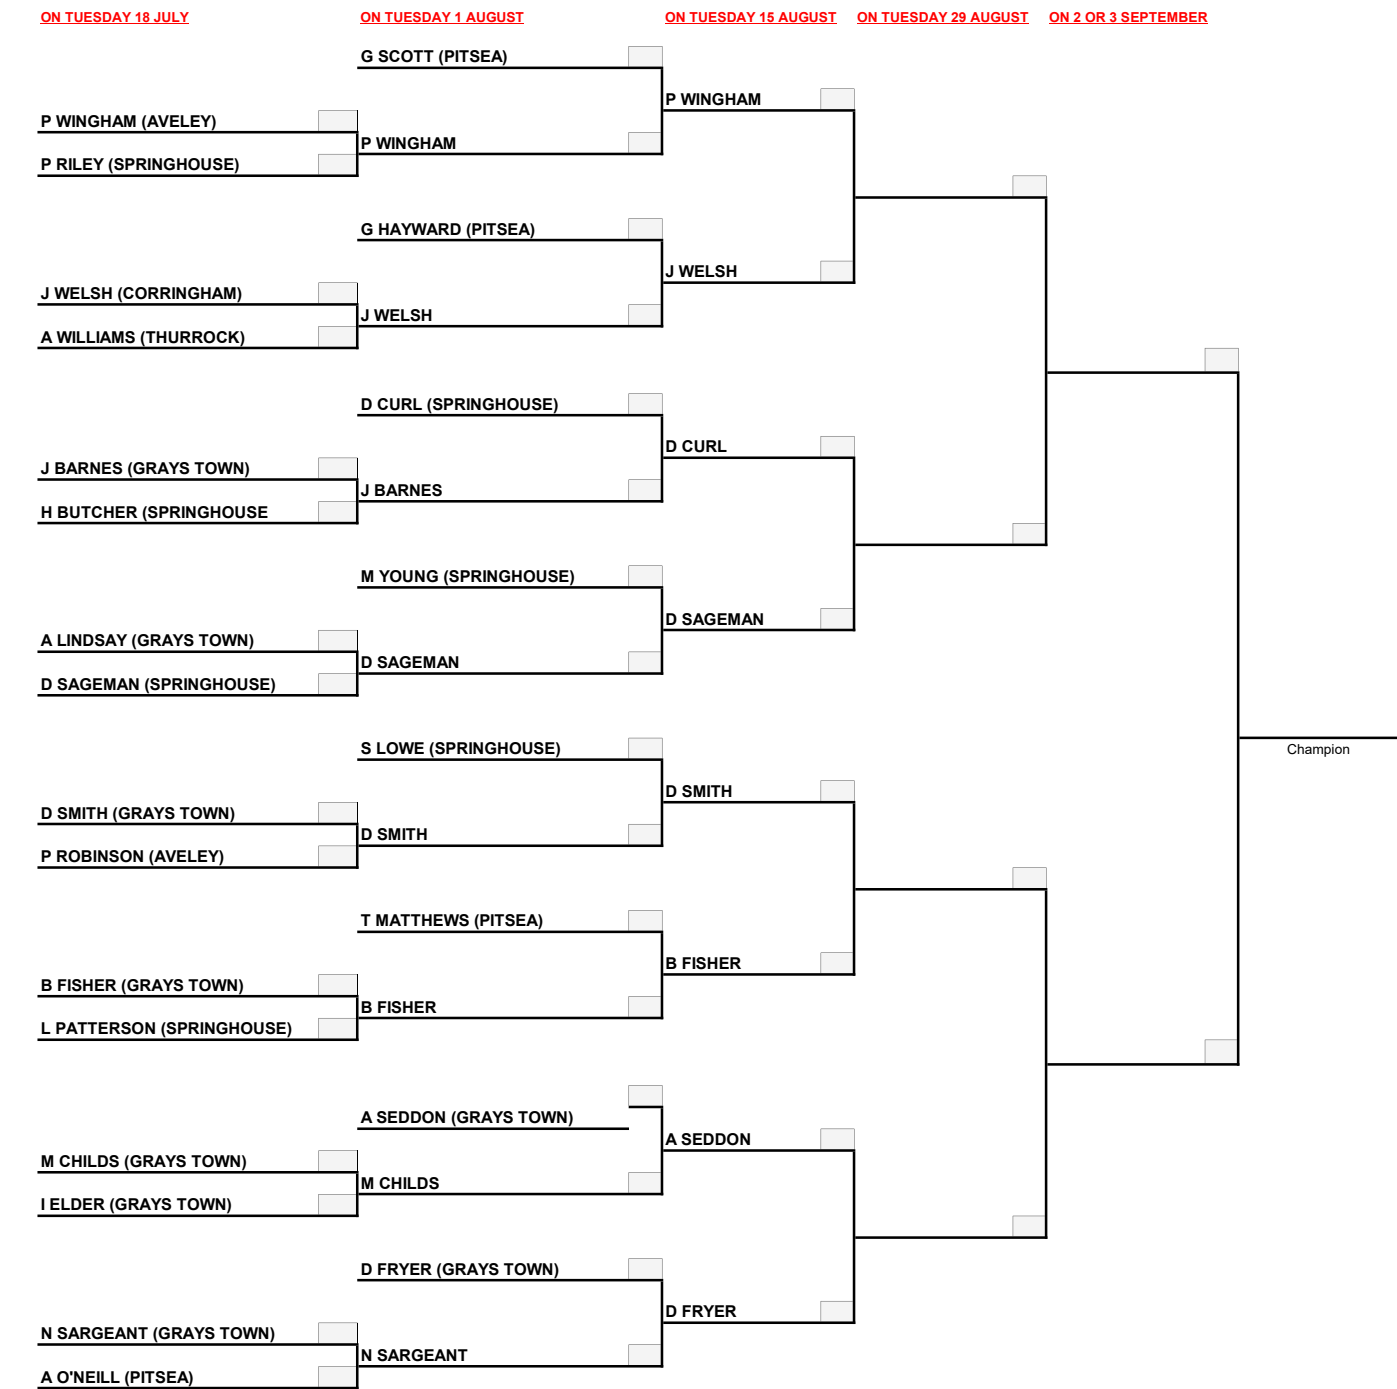 ON TUESDAY 18 JULY
ON TUESDAY 1 AUGUST
ON TUESDAY 15 AUGUST
ON TUESDAY 29 AUGUST
ON 2 OR 3 SEPTEMBER
G SCOTT (PITSEA)
P WINGHAM
P WINGHAM (AVELEY)
P WINGHAM
P RILEY (SPRINGHOUSE)
G HAYWARD (PITSEA)
J WELSH
J WELSH (CORRINGHAM)
J WELSH
A WILLIAMS (THURROCK)
D CURL (SPRINGHOUSE)
D CURL
J BARNES (GRAYS TOWN)
J BARNES
H BUTCHER (SPRINGHOUSE
M YOUNG (SPRINGHOUSE)
D SAGEMAN
A LINDSAY (GRAYS TOWN)
D SAGEMAN
D SAGEMAN (SPRINGHOUSE)
S LOWE (SPRINGHOUSE)
Champion
D SMITH
D SMITH (GRAYS TOWN)
D SMITH
P ROBINSON (AVELEY)
T MATTHEWS (PITSEA)
B FISHER
B FISHER (GRAYS TOWN)
B FISHER
L PATTERSON (SPRINGHOUSE)
A SEDDON (GRAYS TOWN)
A SEDDON
M CHILDS (GRAYS TOWN)
M CHILDS
I ELDER (GRAYS TOWN)
D FRYER (GRAYS TOWN)
D FRYER
N SARGEANT (GRAYS TOWN)
N SARGEANT
A O'NEILL (PITSEA)